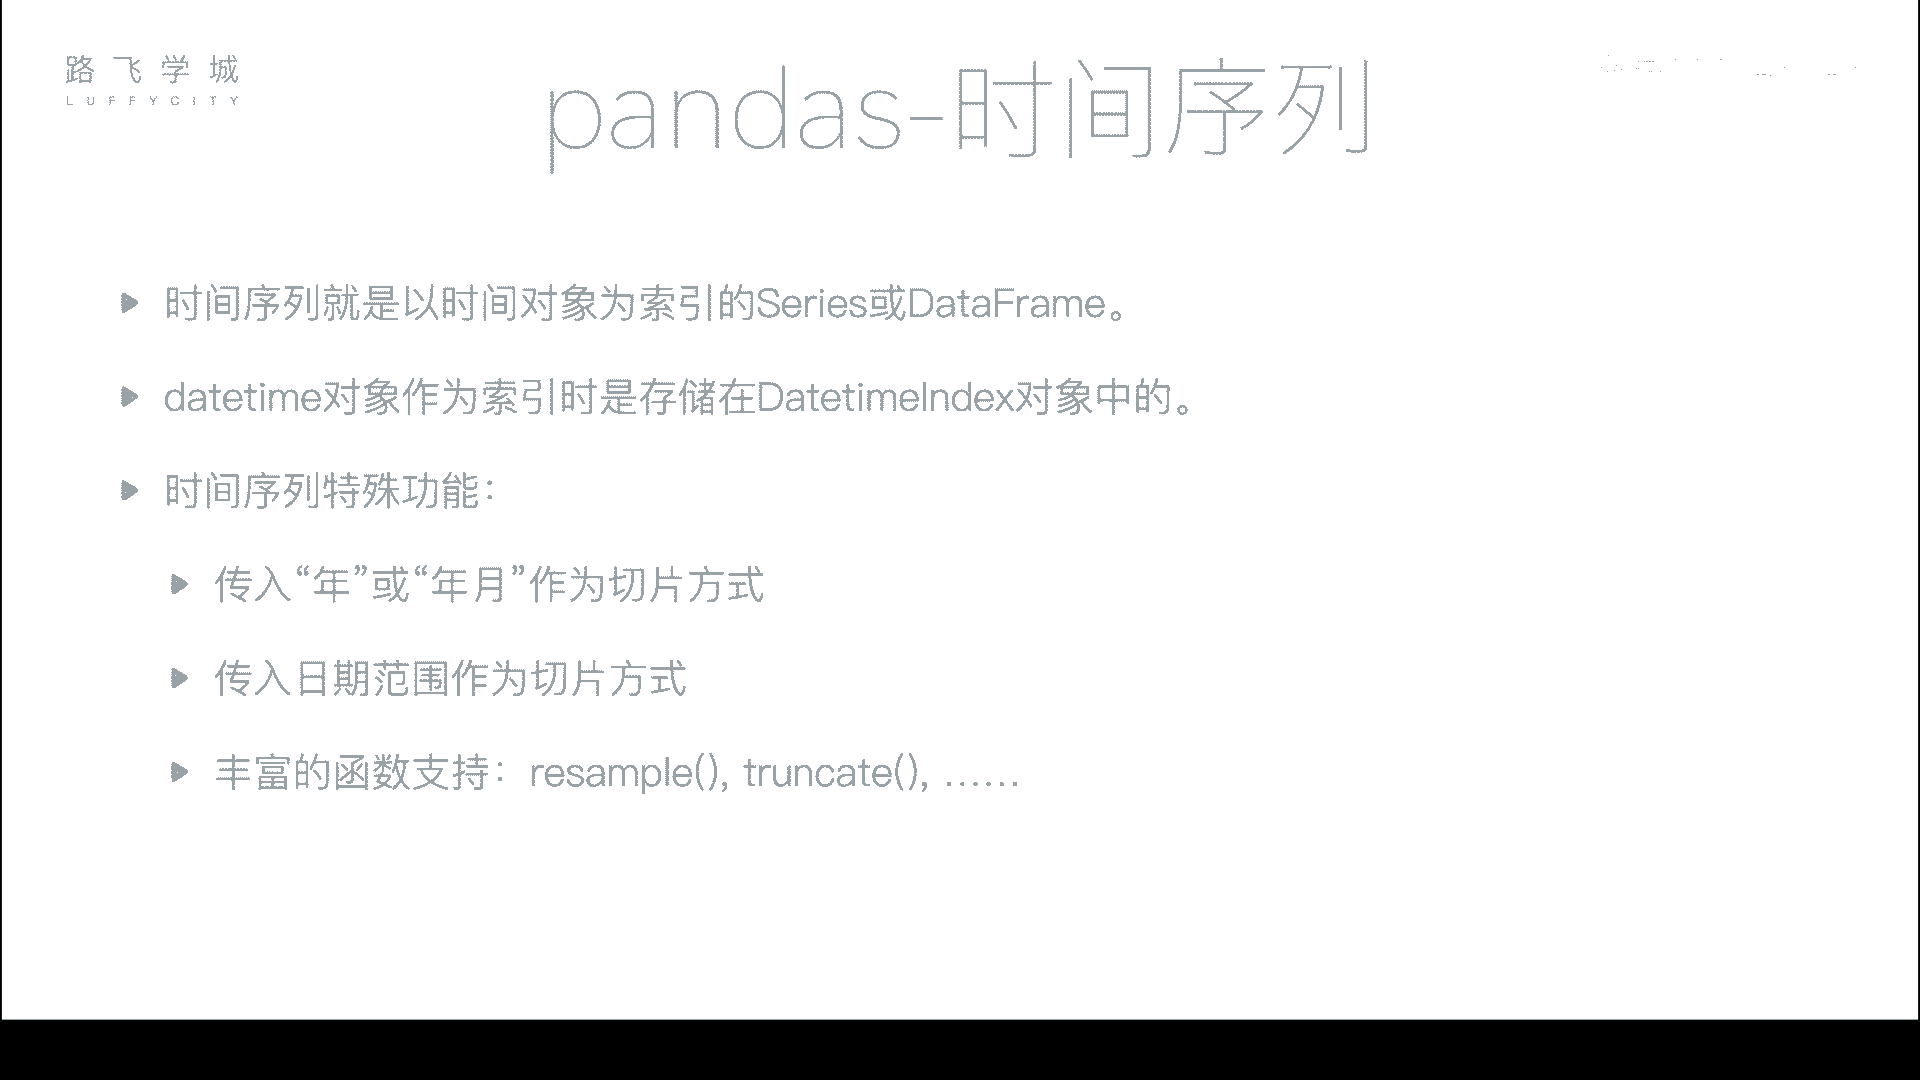 路飞学城
LUFFYCITY
pandas-时间序列
时间序列就是以时间对象为索引的Series或DataFrame。
datetime对象作为索引时是存储在DatetimeIndex对象中的。
时间序列特殊功能：
传入“年”或“年月”作为切片方式
传入日期范围作为切片方式
丰富的函数支持：resample(), truncate(), ……